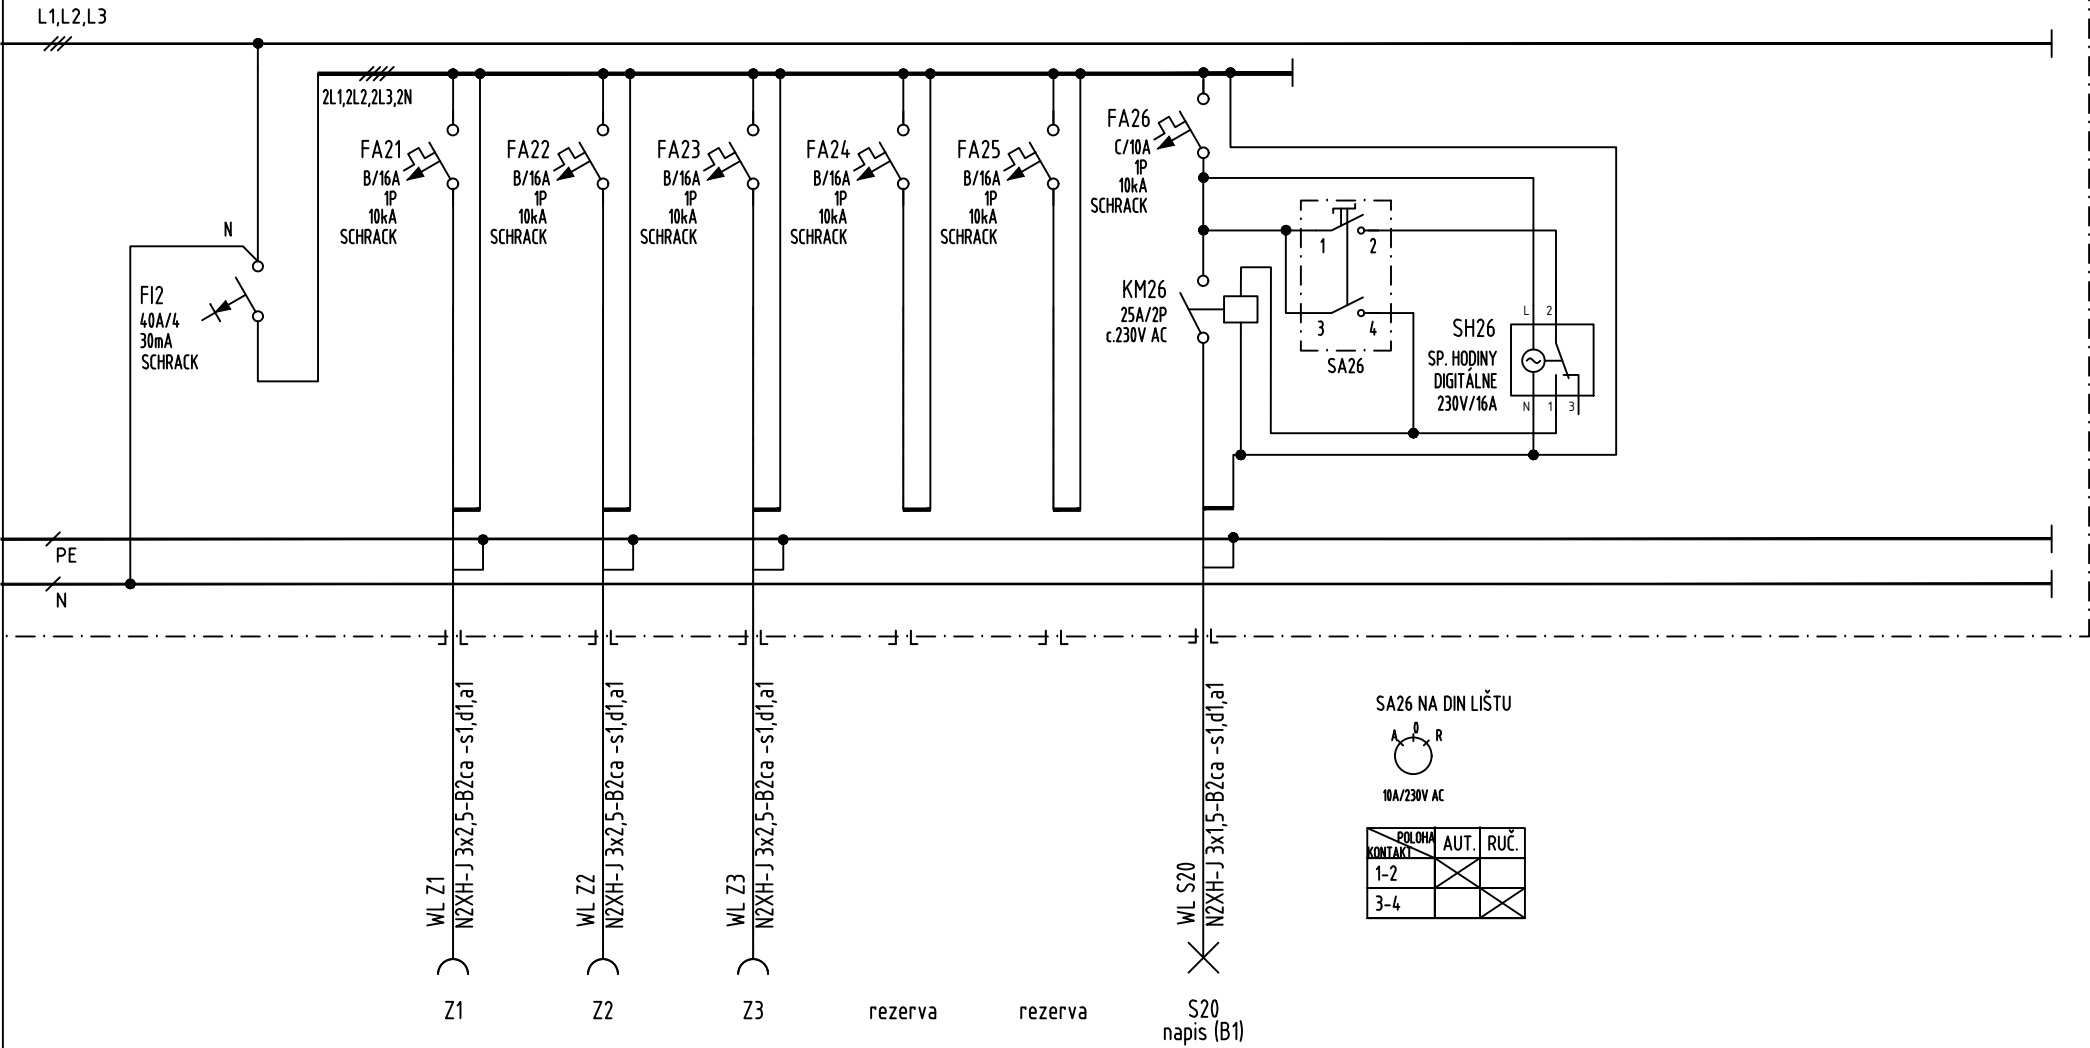 L1,L2,L3
2L1,2L2,2L3,2N
N
FI2
40A/4
30mA
SCHRACK
FA21
B/16A
1P
10kA
SCHRACK
FA22
B/16A
1P
10kA
SCHRACK
FA23
B/16A
1P
10kA
SCHRACK
FA24
B/16A
1P
10kA
SCHRACK
FA25
B/16A
1P
10kA
SCHRACK
FA26
C/10A
1P
10kA
SCHRACK
KM26
25A/2P
c.230V AC
1 2
3 4
SA26
SH26
SP. HODINY
DIGITÁLNE
230V/16A
L 2
N 1 3
PE
N
WL Z1
N2XH-J 3x2,5-B2ca -s1,d1,a1
WL Z2
N2XH-J 3x2,5-B2ca -s1,d1,a1
WL Z3
N2XH-J 3x2,5-B2ca -s1,d1,a1
WL S20
N2XH-J 3x1,5-B2ca -s1,d1,a1
SA26 NA DIN LIŠTU
A 0 R
10A/230V AC
POLOHA
KONTAKT
AUT. RUČ.
1-2
3-4
Z1
Z2
Z3
rezerva
rezerva
S20
napis (B1)